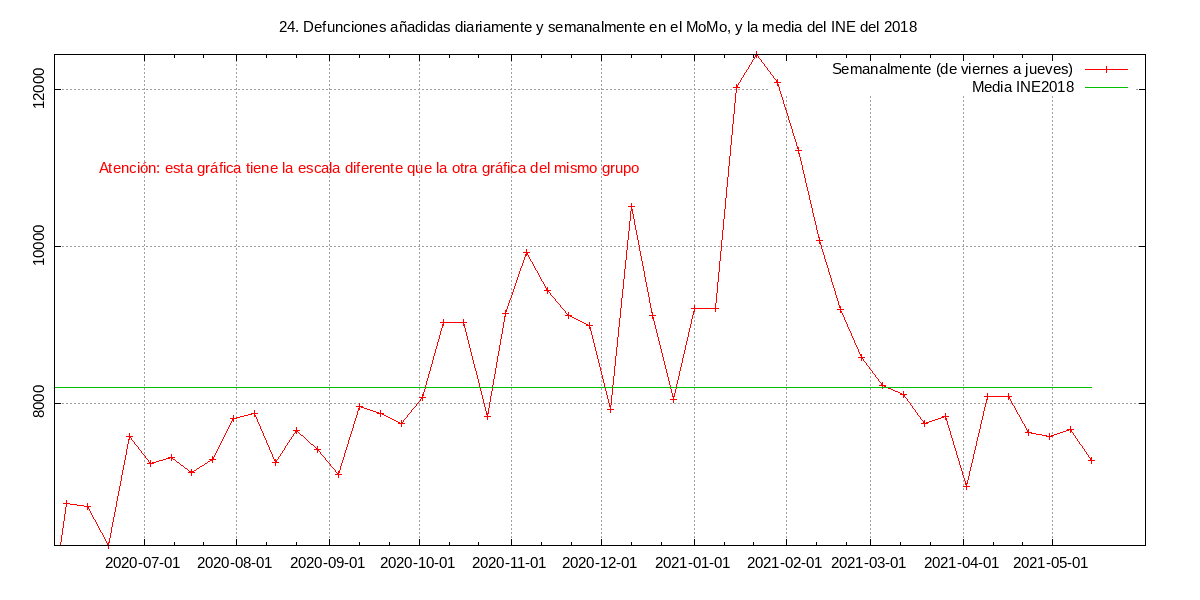 24. Defunciones añadidas diariamente y semanalmente en el MoMo, y la media del INE del 2018
Semanalmente (de viernes a jueves)
Media INE2018
Atención: esta gráfica tiene la escala diferente que la otra gráfica del mismo grupo
12000
10000
8000
2020-07-01 2020-08-01 2020-09-01 2020-10-01 2020-11-01 2020-12-01 2021-01-01 2021-02-01 2021-03-01 2021-04-01 2021-05-01